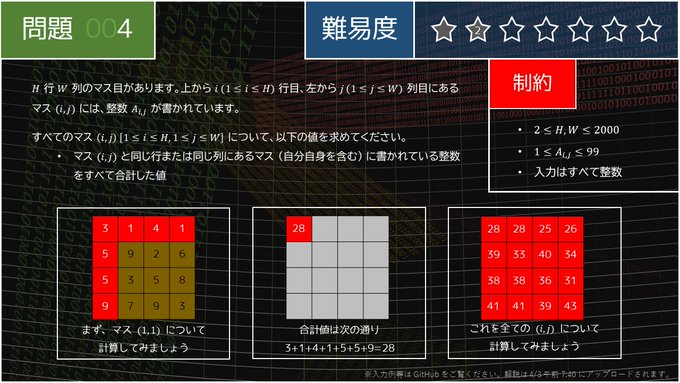 問題 004
難易度
2
H 行 W 列のマス目があります。上から i (1 ≤ i ≤ H) 行目、左から j (1 ≤ j ≤ W) 列目にある
マス (i, j) には、整数 A_{i,j} が書かれています。
すべてのマス (i, j) [1 ≤ i ≤ H, 1 ≤ j ≤ W] について、以下の値を求めてください。
• マス (i, j) と同じ行または同じ列にあるマス(自分自身を含む)に書かれている整数
をすべて合計した値
制約
• 2 ≤ H, W ≤ 2000
• 1 ≤ A_{i,j} ≤ 99
• 入力はすべて整数
3 1 4 1
5 9 2 6
5 3 5 8
9 7 9 3
まず、マス (1,1) について
計算してみましょう
28
合計値は次の通り
3+1+4+1+5+5+9=28
28 28 25 26
39 33 40 34
38 38 36 31
41 41 39 43
これを全ての (i, j) について
計算してみましょう
※入力例等は GitHub をご覧ください。解説は 4/3 午前 7:40 にアップロードされます。